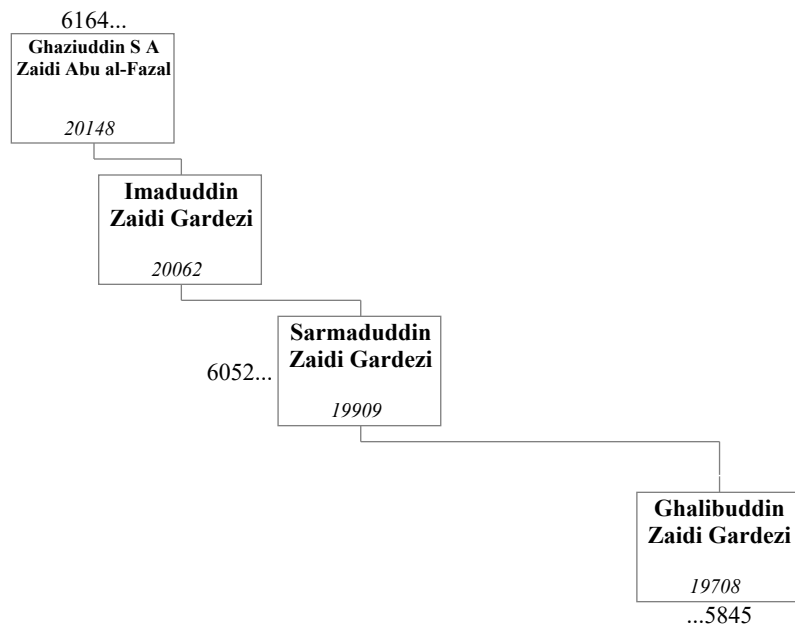 6164...
Ghaziuddin S A
Zaidi Abu al-Fazal
20148
Imaduddin
Zaidi Gardezi
20062
Sarmaduddin
Zaidi Gardezi
6052...
19909
Ghalibuddin
Zaidi Gardezi
19708
...5845